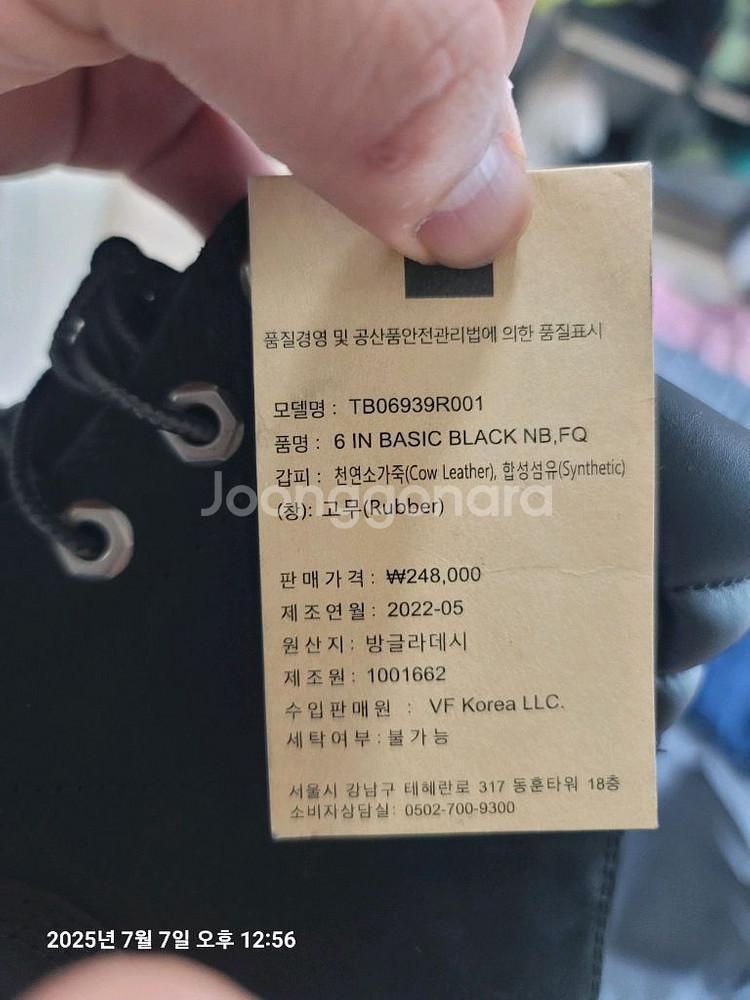 품질경영 및 공산품안전관리법에 의한 품질표시
모델명 : TB06939R001
품명 : 6 IN BASIC BLACK NB,FQ
갑피 : 천연소가죽(Cow Leather), 합성섬유(Synthetic)
Joonggonara
(창): 고무(Rubber)
판매가격 : ₩248,000
제조연월 : 2022-05
원산지 : 방글라데시
제조원 : 1001662
수입판매원 : VF Korea LLC.
세탁여부 : 불가능
서울시 강남구 테헤란로 317 동훈타워 18층
소비자상담실: 0502-700-9300
2025년 7월 7일 오후 12:56